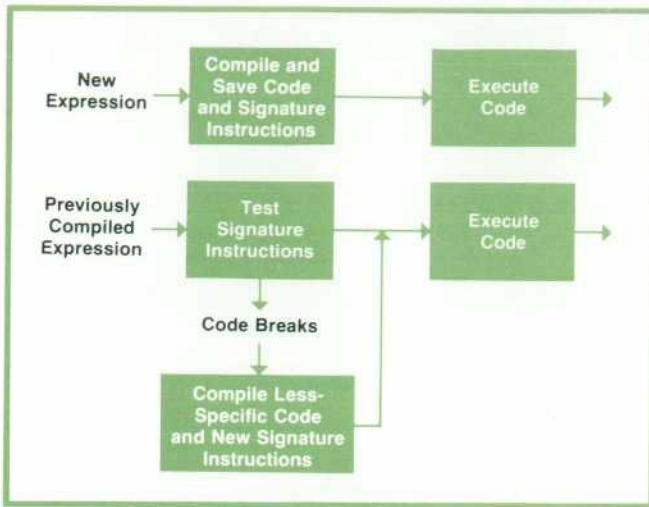 New
Expression
Compile and
Save Code
and Signature
Instructions
Execute
Code
Previously
Compiled
Expression
Test
Signature
Instructions
Execute
Code
Code Breaks
Compile Less-
Specific Code
and New Signature
Instructions